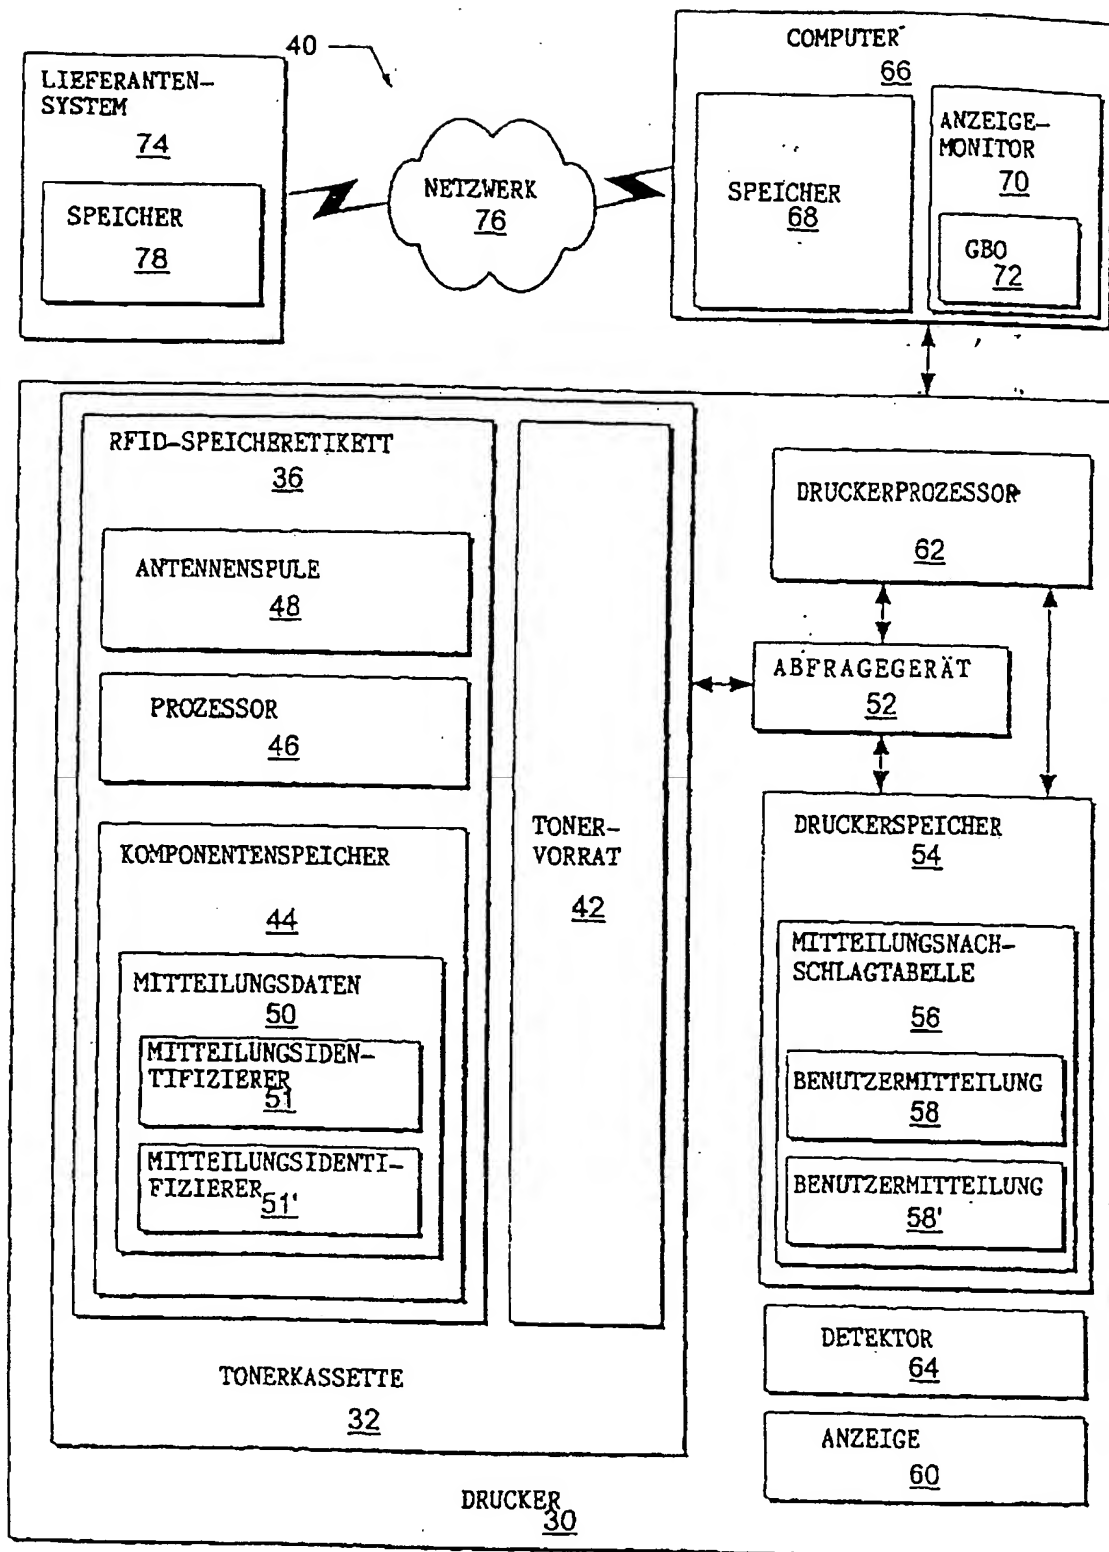 40
LIEFERANTEN-
SYSTEM
74
SPEICHER
78
NETZWERK
76
COMPUTER
66
SPEICHER
68
ANZEIGE-
MONITOR
70
GBO
72
RFID-SPEICHERETIKETT
36
ANTENNENSPULE
48
PROZESSOR
46
KOMPONENTENSPEICHER
44
MITTEILUNGSDATEN
50
MITTEILUNGSIDEN-
TIFIZIERER
51
MITTEILUNGSIDENTI-
FIZIERER
51'
TONER-
VORRAT
42
TONERKASSETTE
32
DRUCKERPROZESSOR
62
ABFRAGEGERÄT
52
DRUCKERSPEICHER
54
MITTEILUNGSNACH-
SCHLAGTABELLE
56
BENUTZERMITTEILUNG
58
BENUTZERMITTEILUNG
58'
DETEKTOR
64
ANZEIGE
60
DRUCKER
30